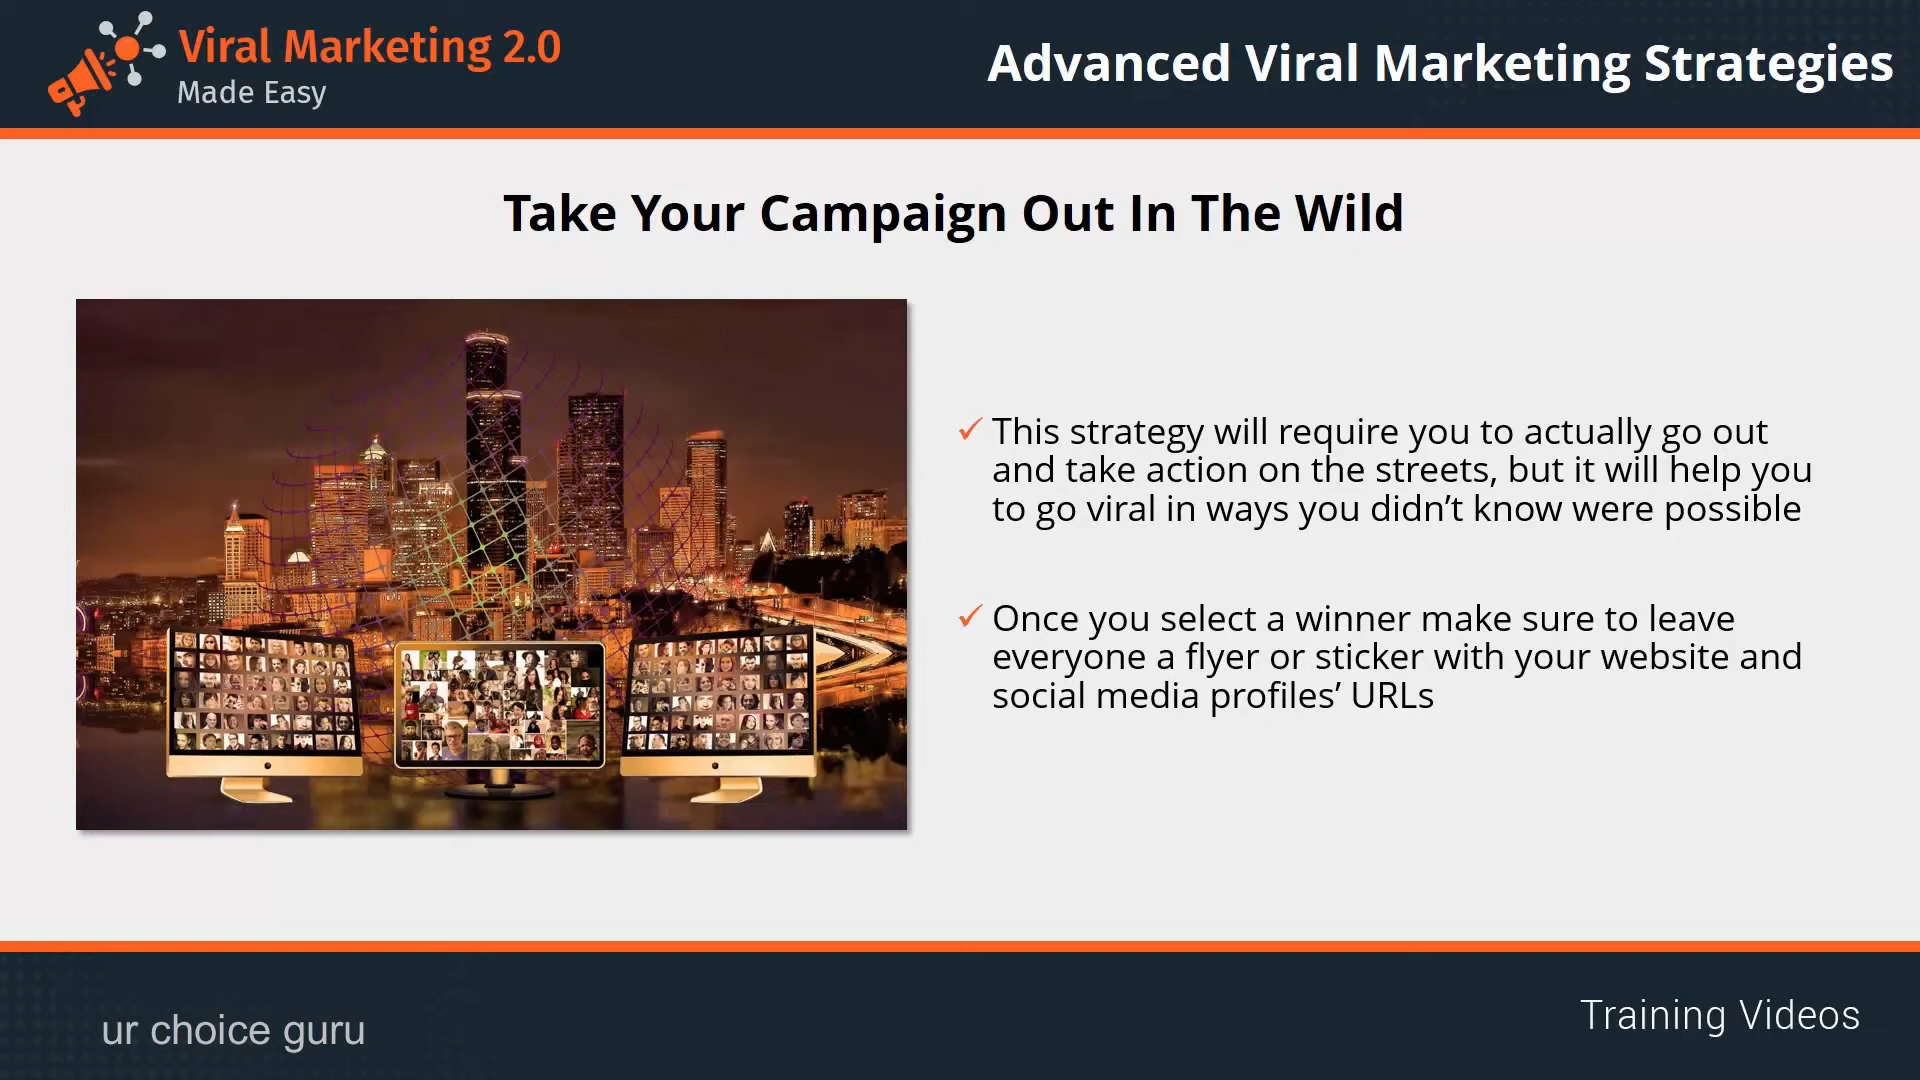 Viral Marketing 2.0
Made Easy
Advanced Viral Marketing Strategies
Take Your Campaign Out In The Wild
✓ This strategy will require you to actually go out
and take action on the streets, but it will help you
to go viral in ways you didn’t know were possible
✓ Once you select a winner make sure to leave
everyone a flyer or sticker with your website and
social media profiles’ URLs
ur choice guru
Training Videos